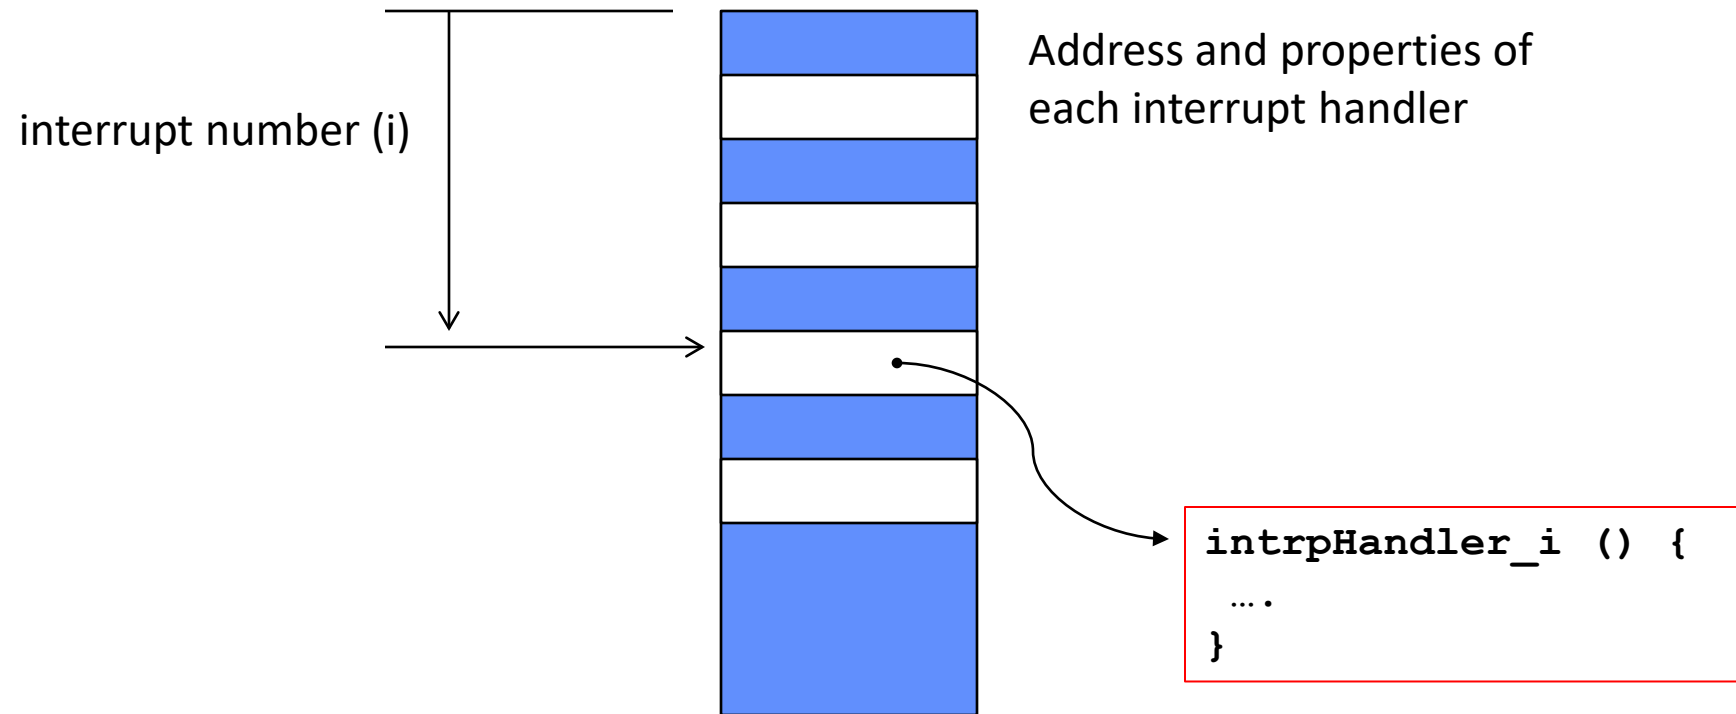 interrupt number (i)
Address and properties of
each interrupt handler
intrpHandler_i () {
….
}